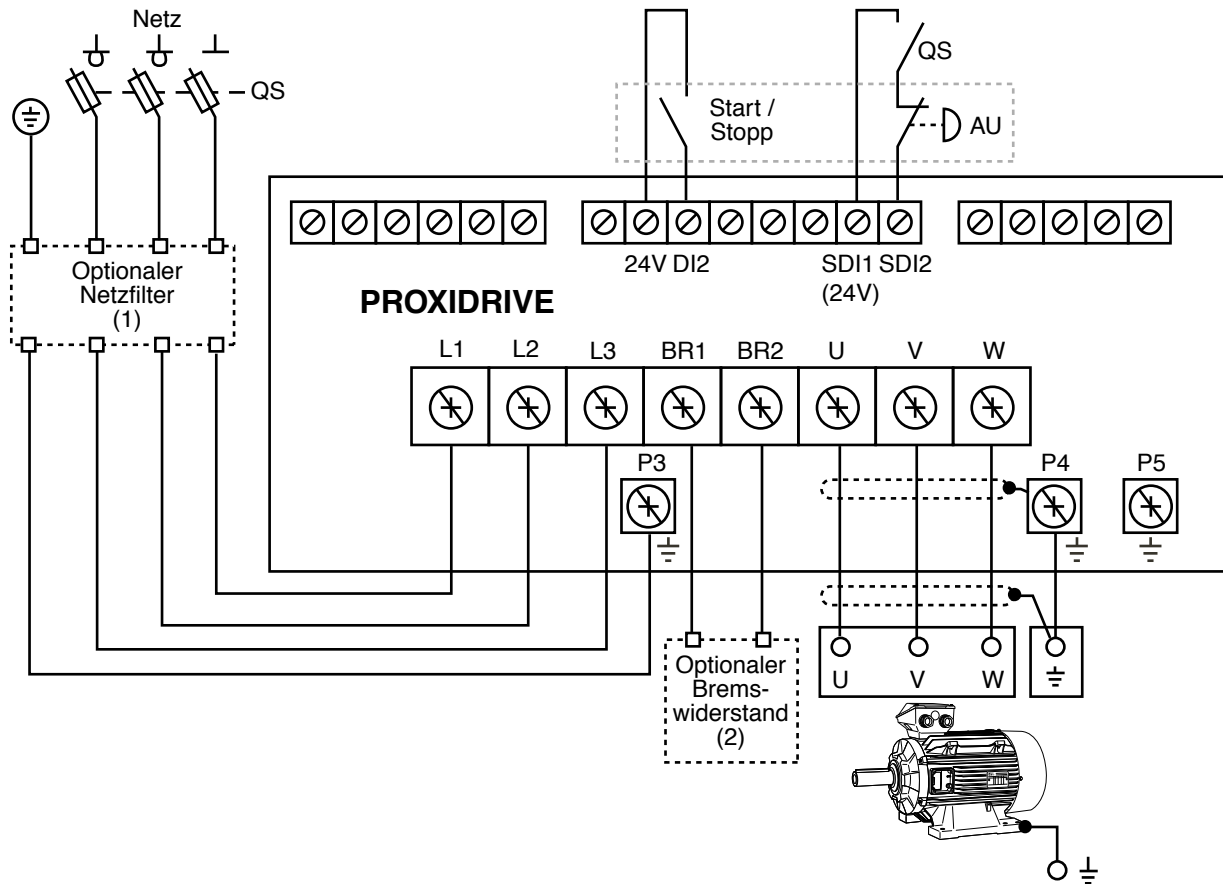 Netz
QS
QS
Start /
Stopp
AU
24V DI2
SDI1 SDI2
(24V)
Optionaler
Netzfilter
(1)
PROXIDRIVE
L1 L2 L3 BR1 BR2 U V W
P3
P4
P5
Optionaler
Brems-
widerstand
(2)
U V W